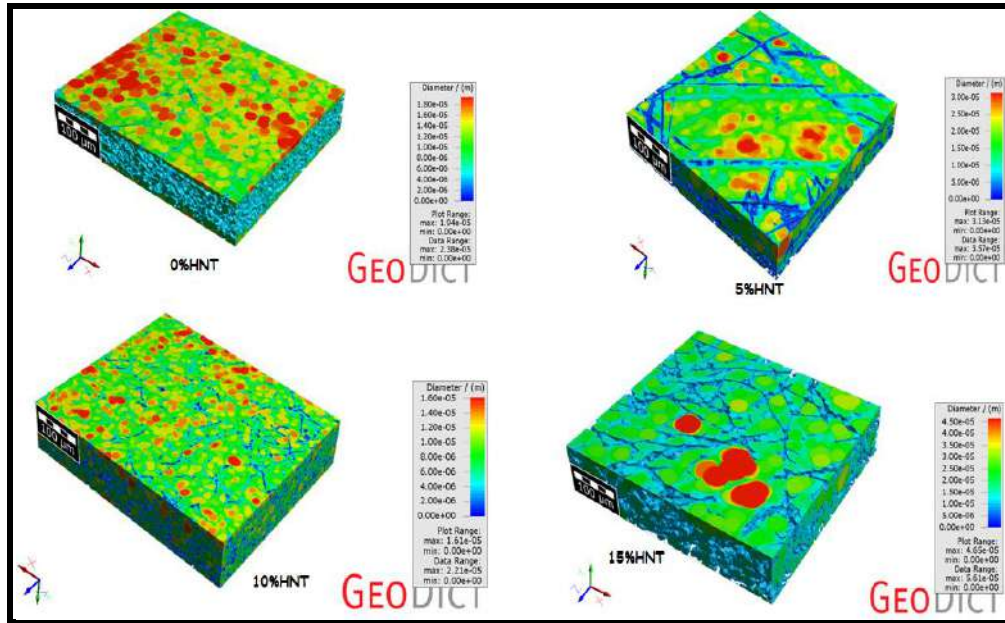 Diameter / (m)
1.80e-05
1.60e-05
1.40e-05
1.20e-05
1.00e-05
8.00e-06
6.00e-06
4.00e-06
2.00e-06
0.00e+00
Plot Range:
max: 1.94e-05
min: 0.00e+00
Data Range:
max: 2.38e-05
min: 0.00e+00
100 µm
0%HNT
GEODICT
Diameter / (m)
3.00e-05
2.50e-05
2.00e-05
1.50e-05
1.00e-05
5.00e-06
0.00e+00
Plot Range:
max: 3.13e-05
min: 0.00e+00
Data Range:
max: 3.57e-05
min: 0.00e+00
100 µm
5%HNT
GEODICT
Diameter / (m)
1.60e-05
1.40e-05
1.20e-05
1.00e-05
8.00e-06
6.00e-06
4.00e-06
2.00e-06
0.00e+00
Plot Range:
max: 1.61e-05
min: 0.00e+00
Data Range:
max: 2.21e-05
min: 0.00e+00
100 µm
10%HNT
GEODICT
Diameter / (m)
4.50e-05
4.00e-05
3.50e-05
3.00e-05
2.50e-05
2.00e-05
1.50e-05
1.00e-05
5.00e-06
0.00e+00
Plot Range:
max: 4.65e-05
min: 0.00e+00
Data Range:
max: 5.61e-05
min: 0.00e+00
100 µm
15%HNT
GEODICT